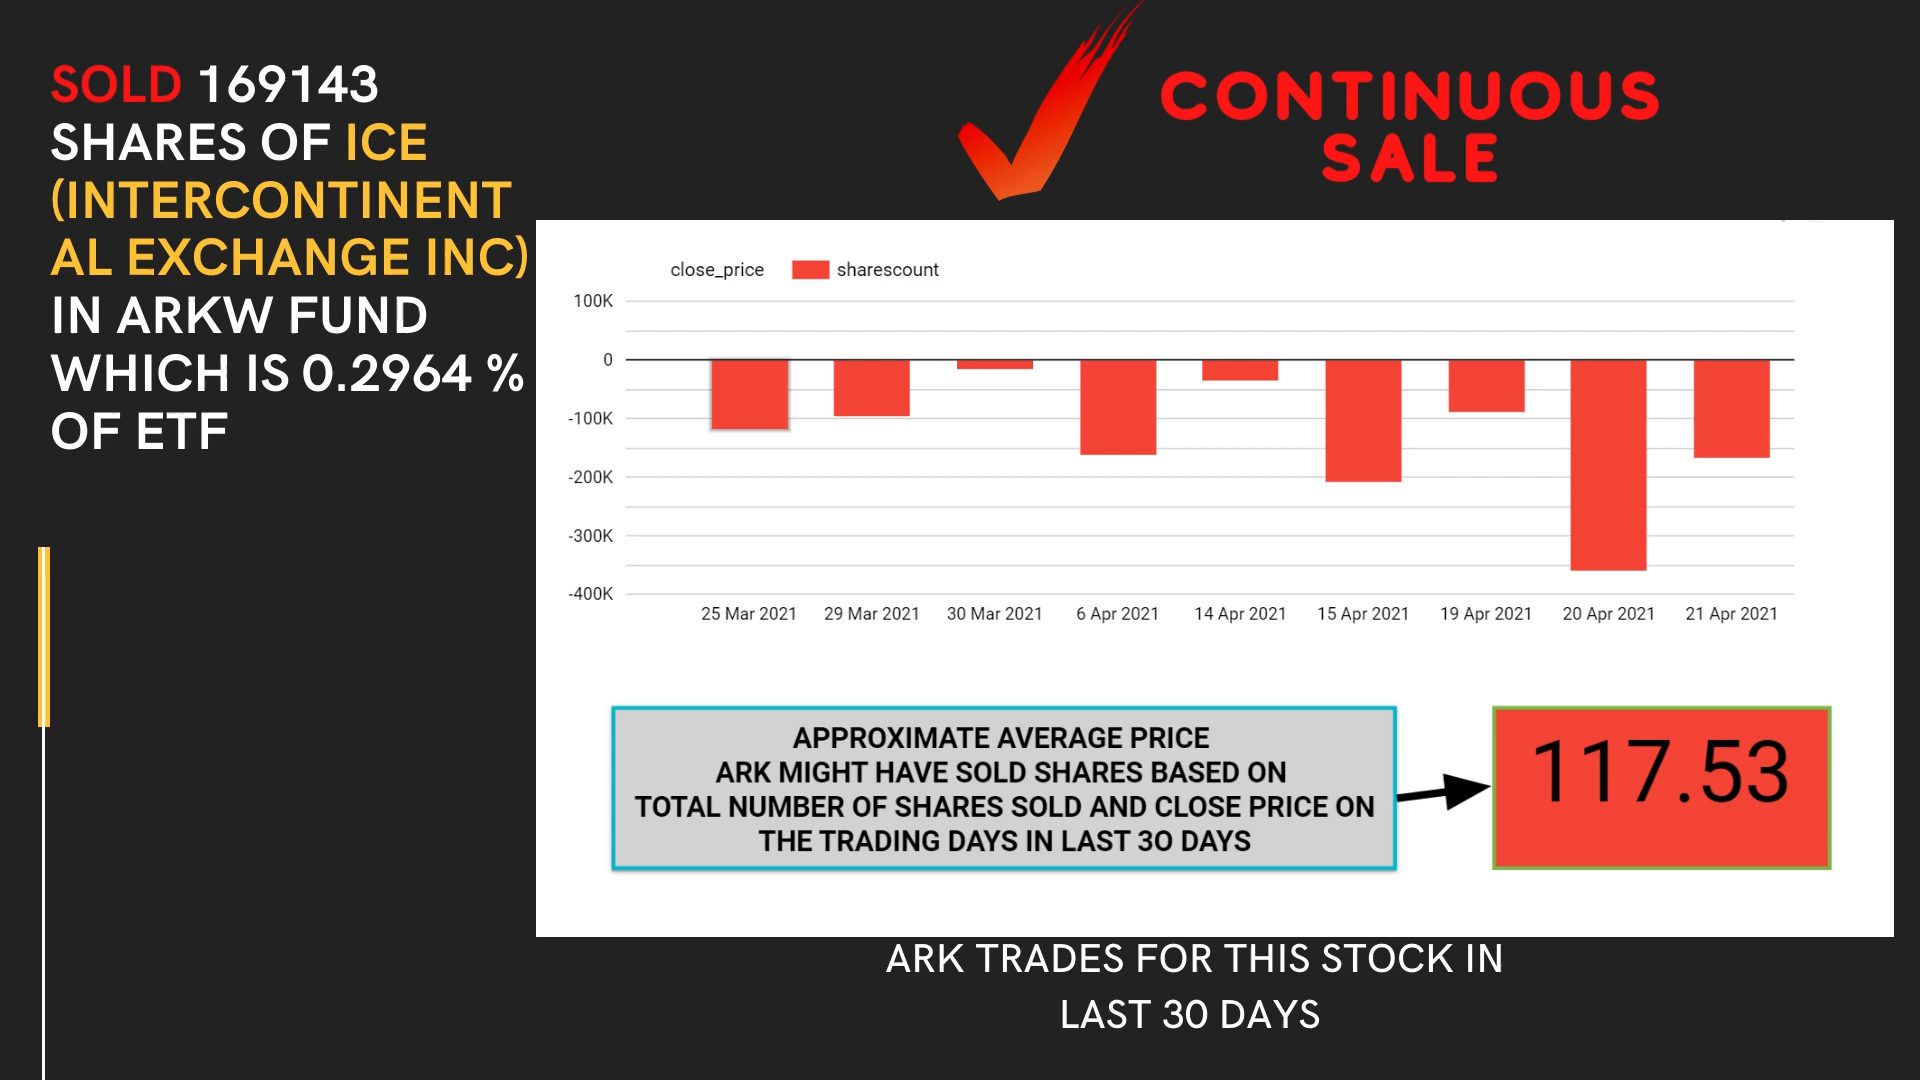 SOLD 169143
SHARES OF ICE
(INTERCONTINENT
AL EXCHANGE INC)
IN ARKW FUND
WHICH IS 0.2964 %
OF ETF
CONTINUOUS
SALE
close_price sharescount
100K
0
-100K
-200K
-300K
-400K
25 Mar 2021 29 Mar 2021 30 Mar 2021 6 Apr 2021 14 Apr 2021 15 Apr 2021 19 Apr 2021 20 Apr 2021 21 Apr 2021
APPROXIMATE AVERAGE PRICE
ARK MIGHT HAVE SOLD SHARES BASED ON
TOTAL NUMBER OF SHARES SOLD AND CLOSE PRICE ON
THE TRADING DAYS IN LAST 30 DAYS
117.53
ARK TRADES FOR THIS STOCK IN
LAST 30 DAYS